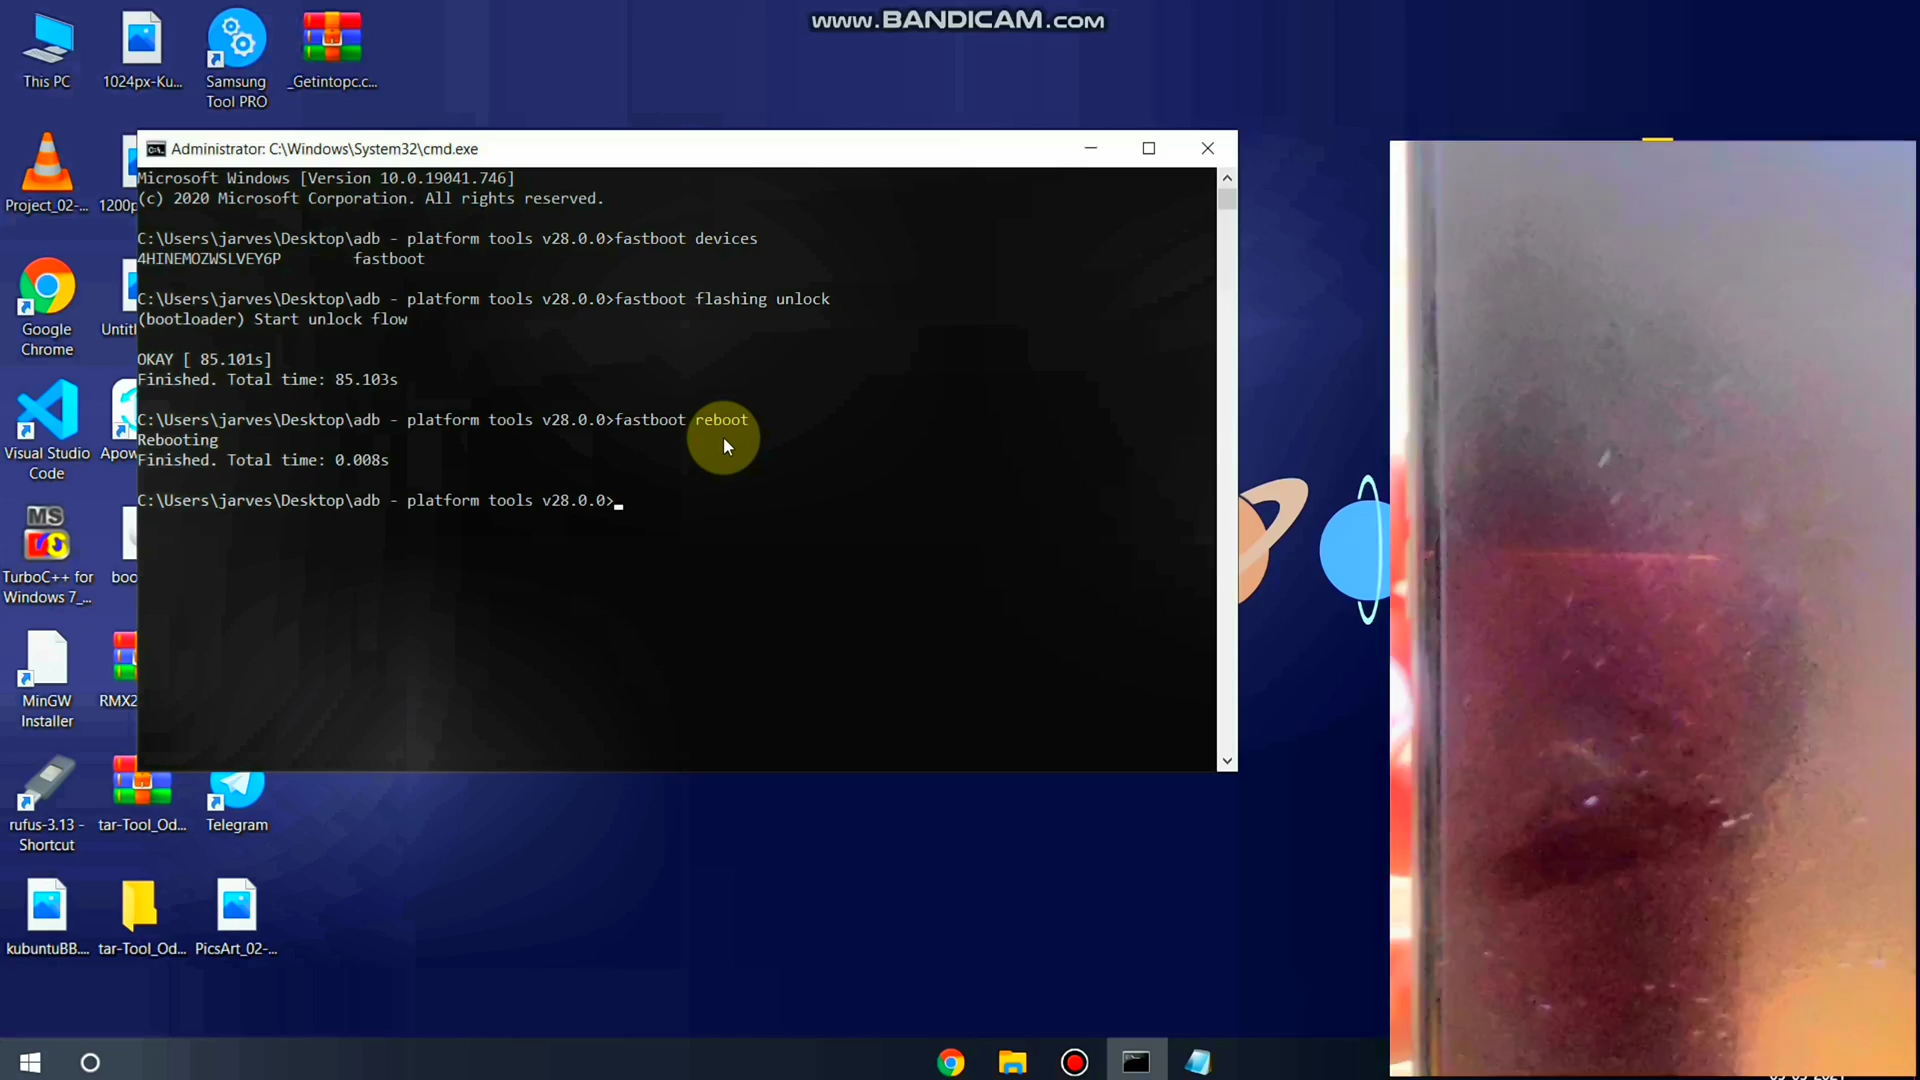 www.BANDICAM.com
This PC
1024px-Ku...
Samsung
Tool PRO
_Getintopc.c...
Administrator: C:\Windows\System32\cmd.exe
Microsoft Windows [Version 10.0.19041.746]
(c) 2020 Microsoft Corporation. All rights reserved.
C:\Users\jarves\Desktop\adb - platform tools v28.0.0>fastboot devices
4HINEMOZWSLVEY6P fastboot
C:\Users\jarves\Desktop\adb - platform tools v28.0.0>fastboot flashing unlock
(bootloader) Start unlock flow
OKAY [ 85.101s]
Finished. Total time: 85.103s
C:\Users\jarves\Desktop\adb - platform tools v28.0.0>fastboot reboot
Rebooting
Finished. Total time: 0.008s
C:\Users\jarves\Desktop\adb - platform tools v28.0.0>
Project_02-...
1200p
Google
Chrome
Untitl
Visual Studio
Code
Apow
MS
DOS
TurboC++ for
Windows 7_...
boo
MinGW
Installer
RMX2
rufus-3.13 -
Shortcut
tar-Tool_Od...
Telegram
kubuntuBB....
tar-Tool_Od...
PicsArt_02-...